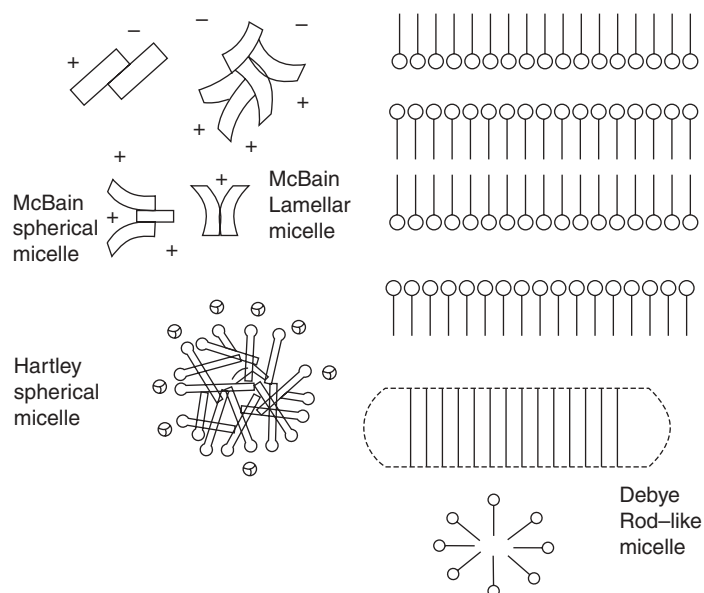 −
−
−
+
+
+
+
+
+
McBain
Lamellar
micelle
McBain
spherical
micelle
+
+
Hartley
spherical
micelle
Debye
Rod–like
micelle